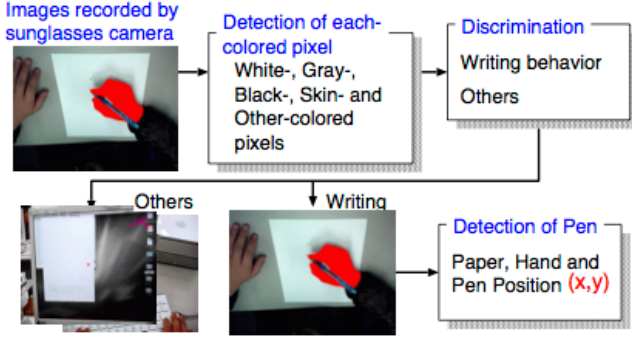 Images recorded by
sunglasses camera
Detection of each-
colored pixel
White-, Gray-,
Black-, Skin- and
Other-colored
pixels
Discrimination
Writing behavior
Others
Others
Writing
Detection of Pen
Paper, Hand and
Pen Position (x,y)